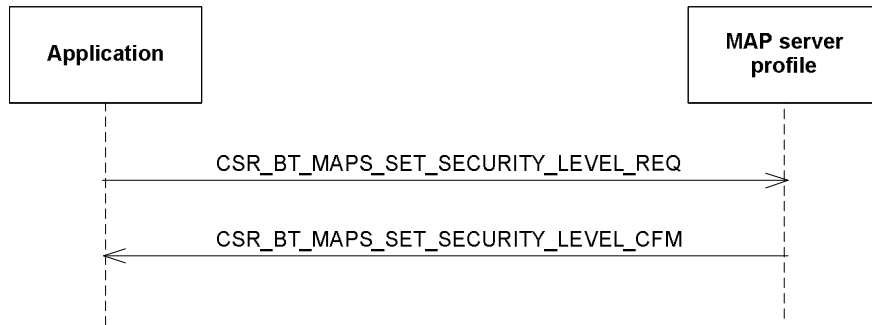 Application
MAP server
profile
CSR_BT_MAPS_SET_SECURITY_LEVEL_REQ
CSR_BT_MAPS_SET_SECURITY_LEVEL_CFM